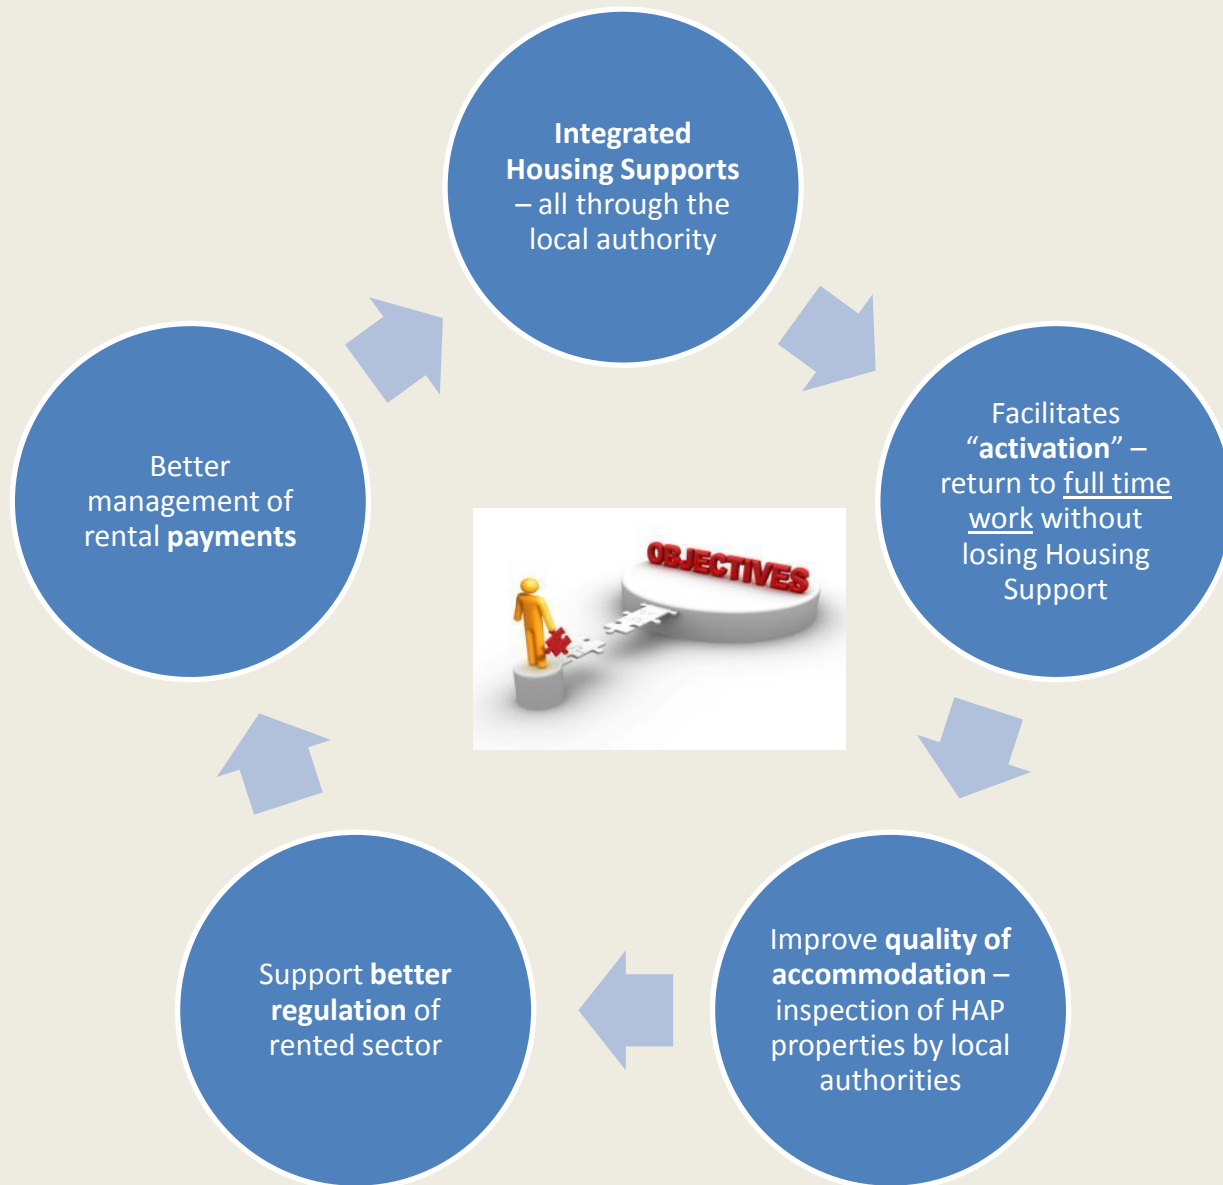 Integrated
Housing Supports
– all through the
local authority
Facilitates
“activation” –
return to full time
work without
losing Housing
Support
Improve quality of
accommodation –
inspection of HAP
properties by local
authorities
Support better
regulation of
rented sector
Better
management of
rental payments
OBJECTIVES